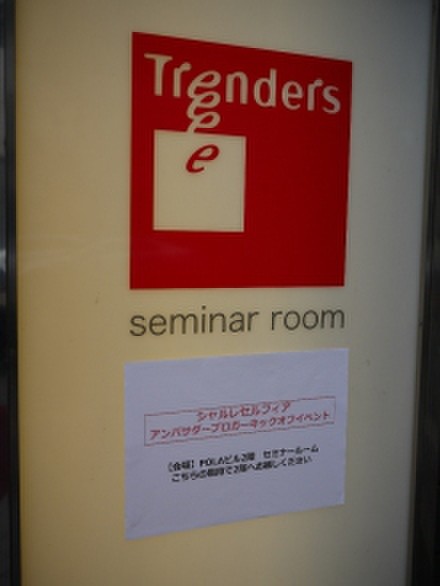 Trenders
seminar room
シャルレセルフィア
アンバサダーブロガーキックオフイベント
【会場】POLAビル2階 セミナールーム
こちらの階段で2階へお越しください